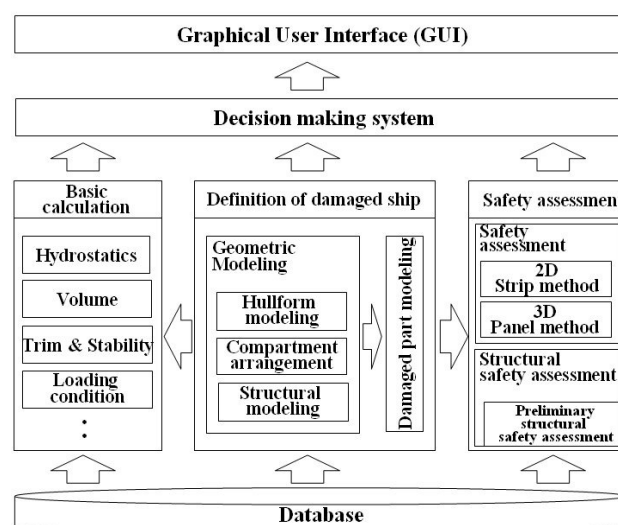 Graphical User Interface (GUI)
Decision making system
Basic
calculation
Hydrostatics
Volume
Trim & Stability
Loading
condition
Definition of damaged ship
Geometric
Modeling
Hullform
modeling
Compartment
arrangement
Structural
modeling
Damaged part modeling
Safety assessmen
Safety
assessment
2D
Strip method
3D
Panel method
Structural
safety assessment
Preliminary
structural
safety assessment
Database